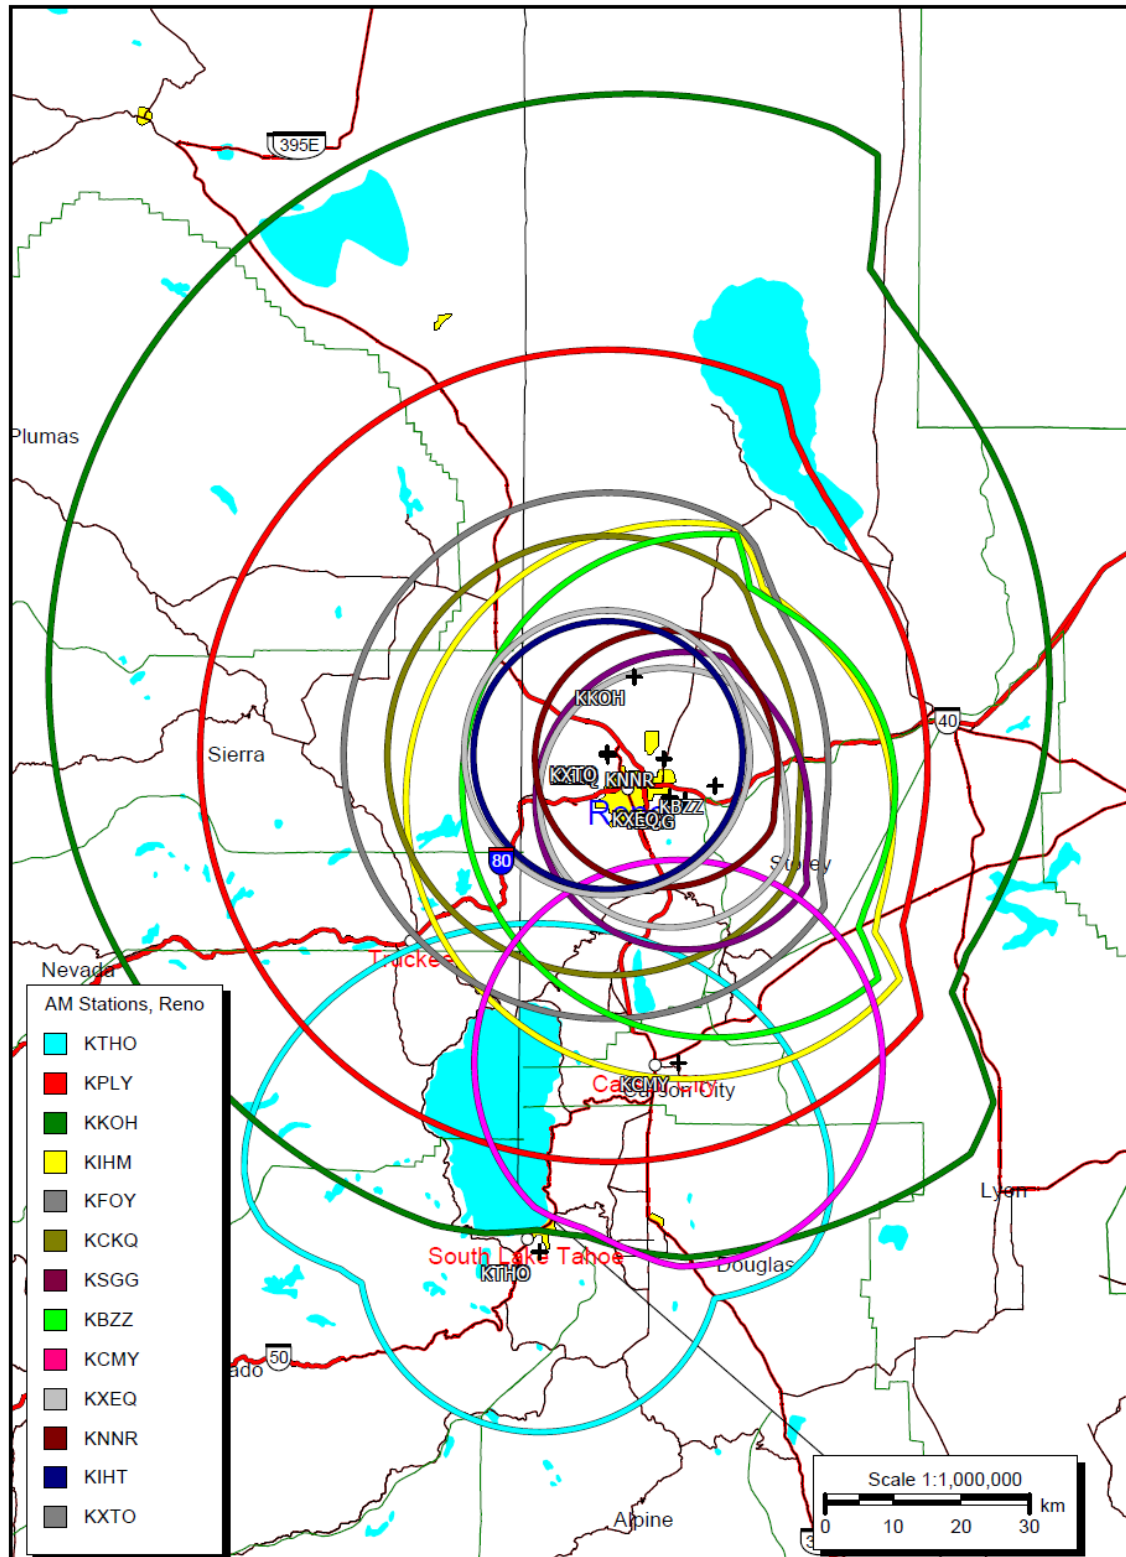 395E
Plumas
KKOH
40
Sierra
KXTQ
KNNR
KBZZ
KXEQ
Storey
80
Truckee
Nevada
AM Stations, Reno
KTHO
KPLY
KKOH
KIHM
KFOY
KCKQ
KSGG
KBZZ
KCMY
KXEQ
KNNR
KIHT
KXTO
KCMY
Carson City
Lyon
South Lake Tahoe
Douglas
KTHO
50
ado
Scale 1:1,000,000
km
0 10 20 30
Alpine